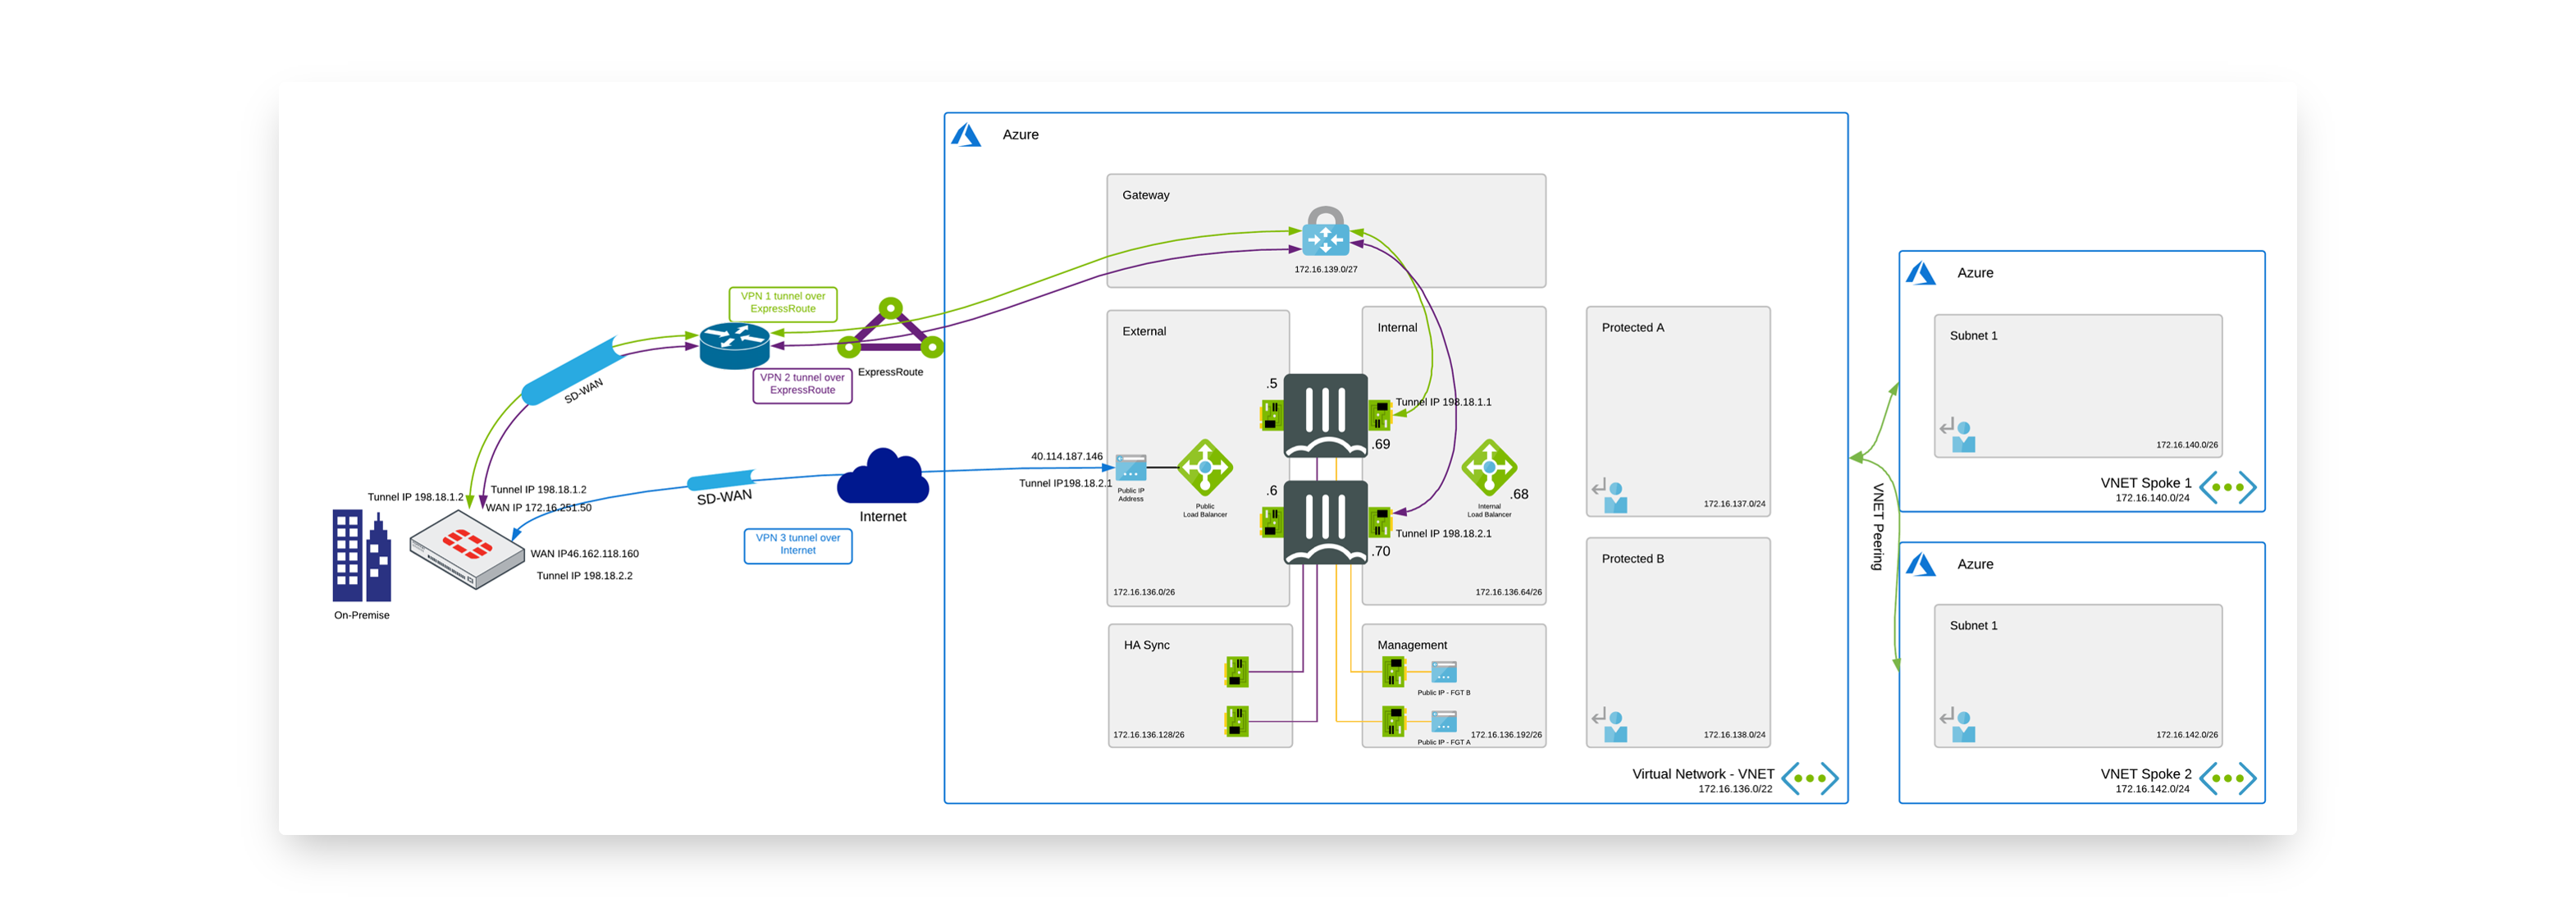 Azure
Gateway
172.16.139.0/27
VPN 1 tunnel over
ExpressRoute
VPN 2 tunnel over
ExpressRoute
ExpressRoute
SD-WAN
External
.5
.6
172.16.136.0/26
Internal
Tunnel IP 198.18.1.1
.69
Internal
Load Balancer
.68
Tunnel IP 198.18.2.1
.70
172.16.136.64/26
40.114.187.146
Tunnel IP198.18.2.1
Public IP
Address
Public
Load Balancer
Internet
SD-WAN
VPN 3 tunnel over
Internet
Tunnel IP 198.18.1.2
Tunnel IP 198.18.1.2
WAN IP 172.16.251.50
WAN IP46.162.118.160
Tunnel IP 198.18.2.2
On-Premise
HA Sync
172.16.136.128/26
Management
Public IP - FGT B
Public IP - FGT A
172.16.136.192/26
Protected A
172.16.137.0/24
Protected B
172.16.138.0/24
Virtual Network - VNET
172.16.136.0/22
VNET Peering
Azure
Subnet 1
172.16.140.0/26
VNET Spoke 1
172.16.140.0/24
Azure
Subnet 1
172.16.142.0/26
VNET Spoke 2
172.16.142.0/24